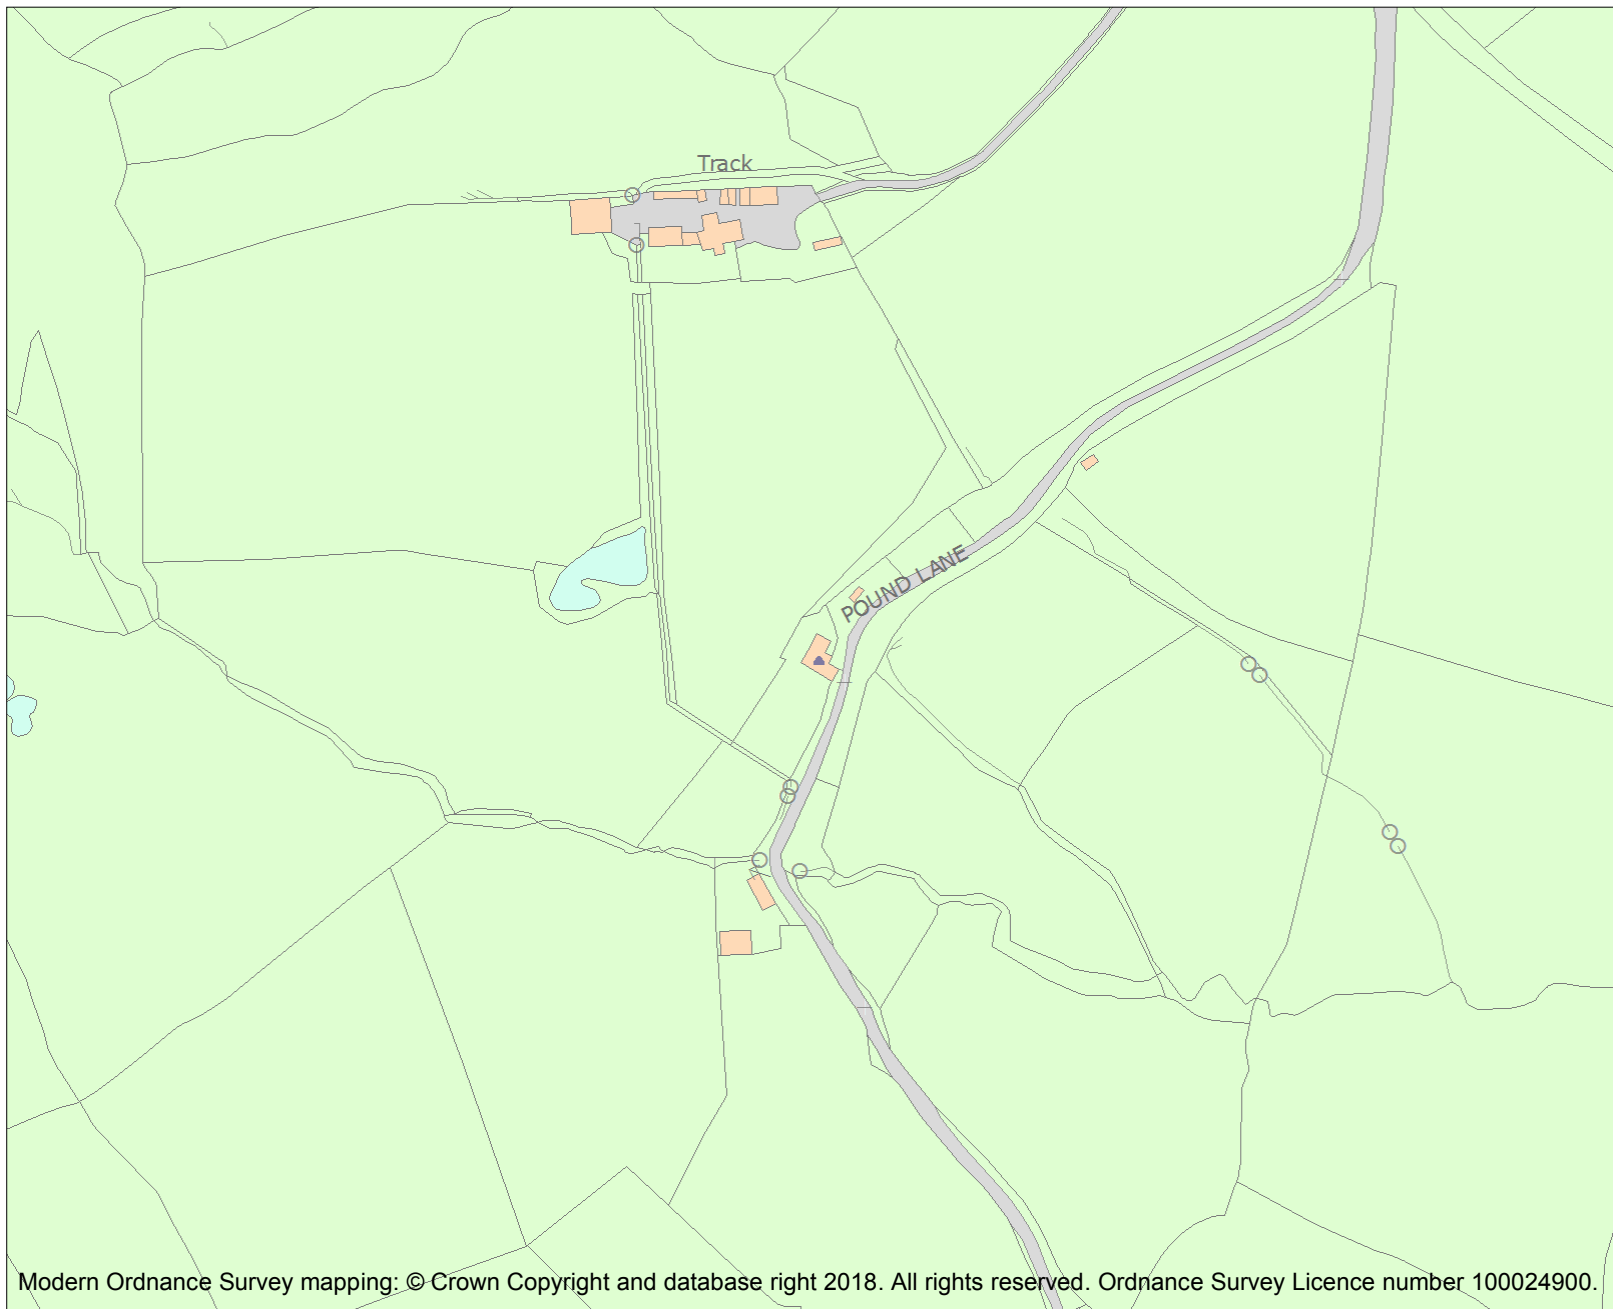 Track
POUND LANE
Modern Ordnance Survey mapping: © Crown Copyright and database right 2018. All rights reserved. Ordnance Survey Licence number 100024900.